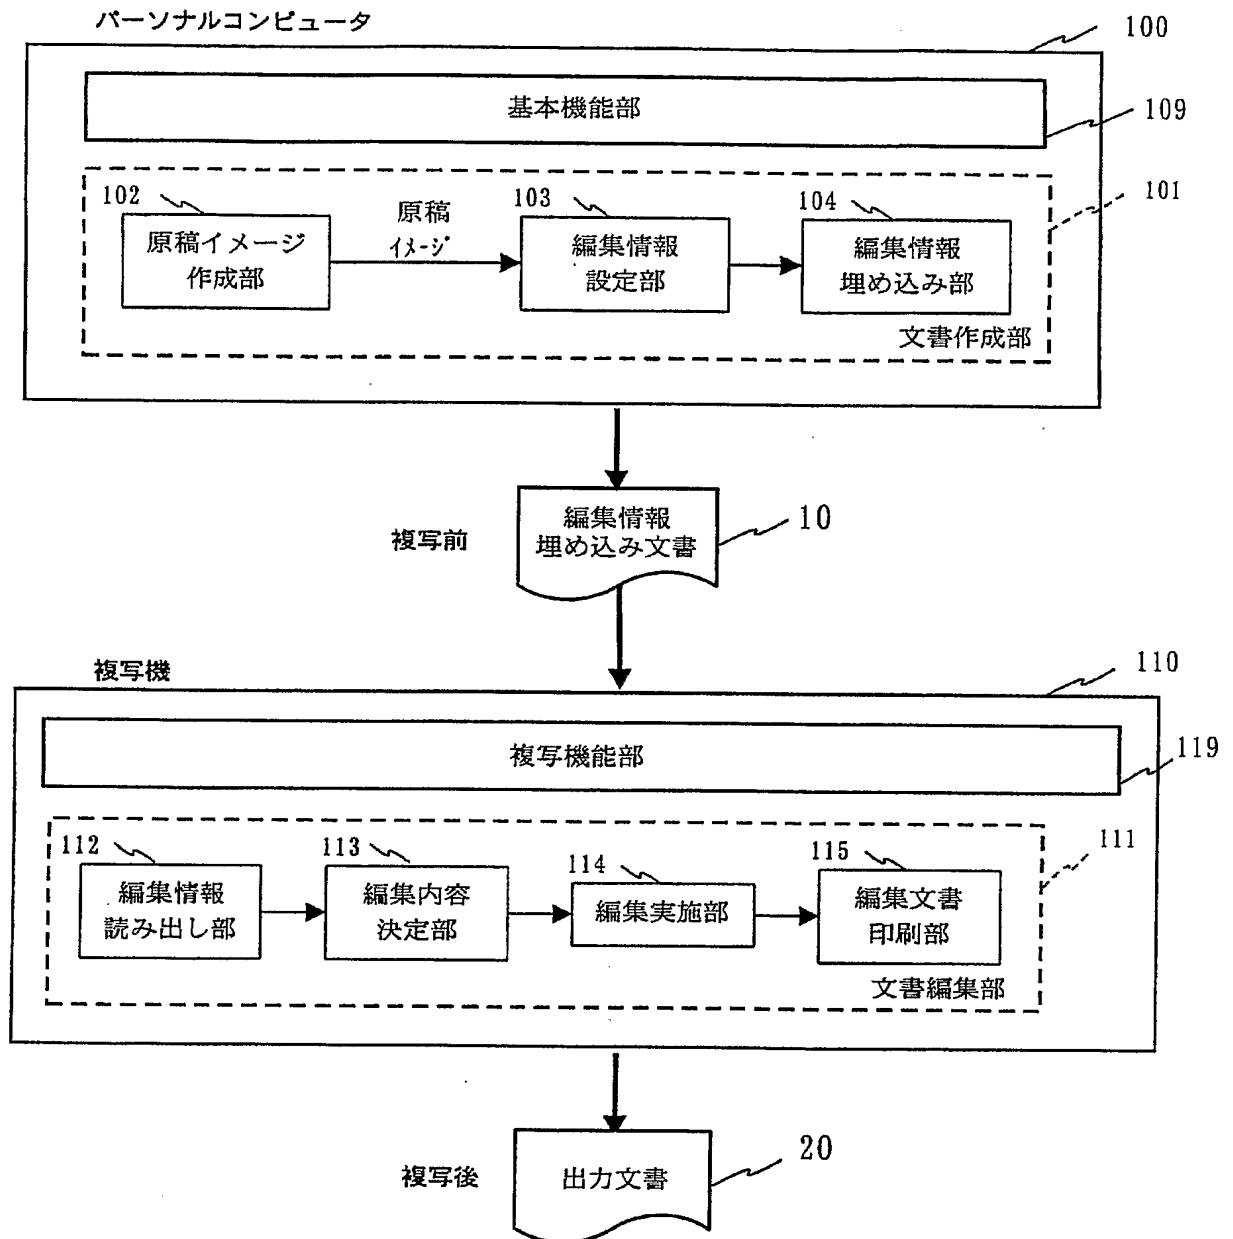 パーソナルコンピュータ
100
基本機能部
109
101
102
原稿イメージ
作成部
原稿
イメージ
103
編集情報
設定部
104
編集情報
埋め込み部
文書作成部
複写前
編集情報
埋め込み文書
10
複写機
110
複写機能部
119
111
112
編集情報
読み出し部
113
編集内容
決定部
114
編集実施部
115
編集文書
印刷部
文書編集部
複写後
出力文書
20